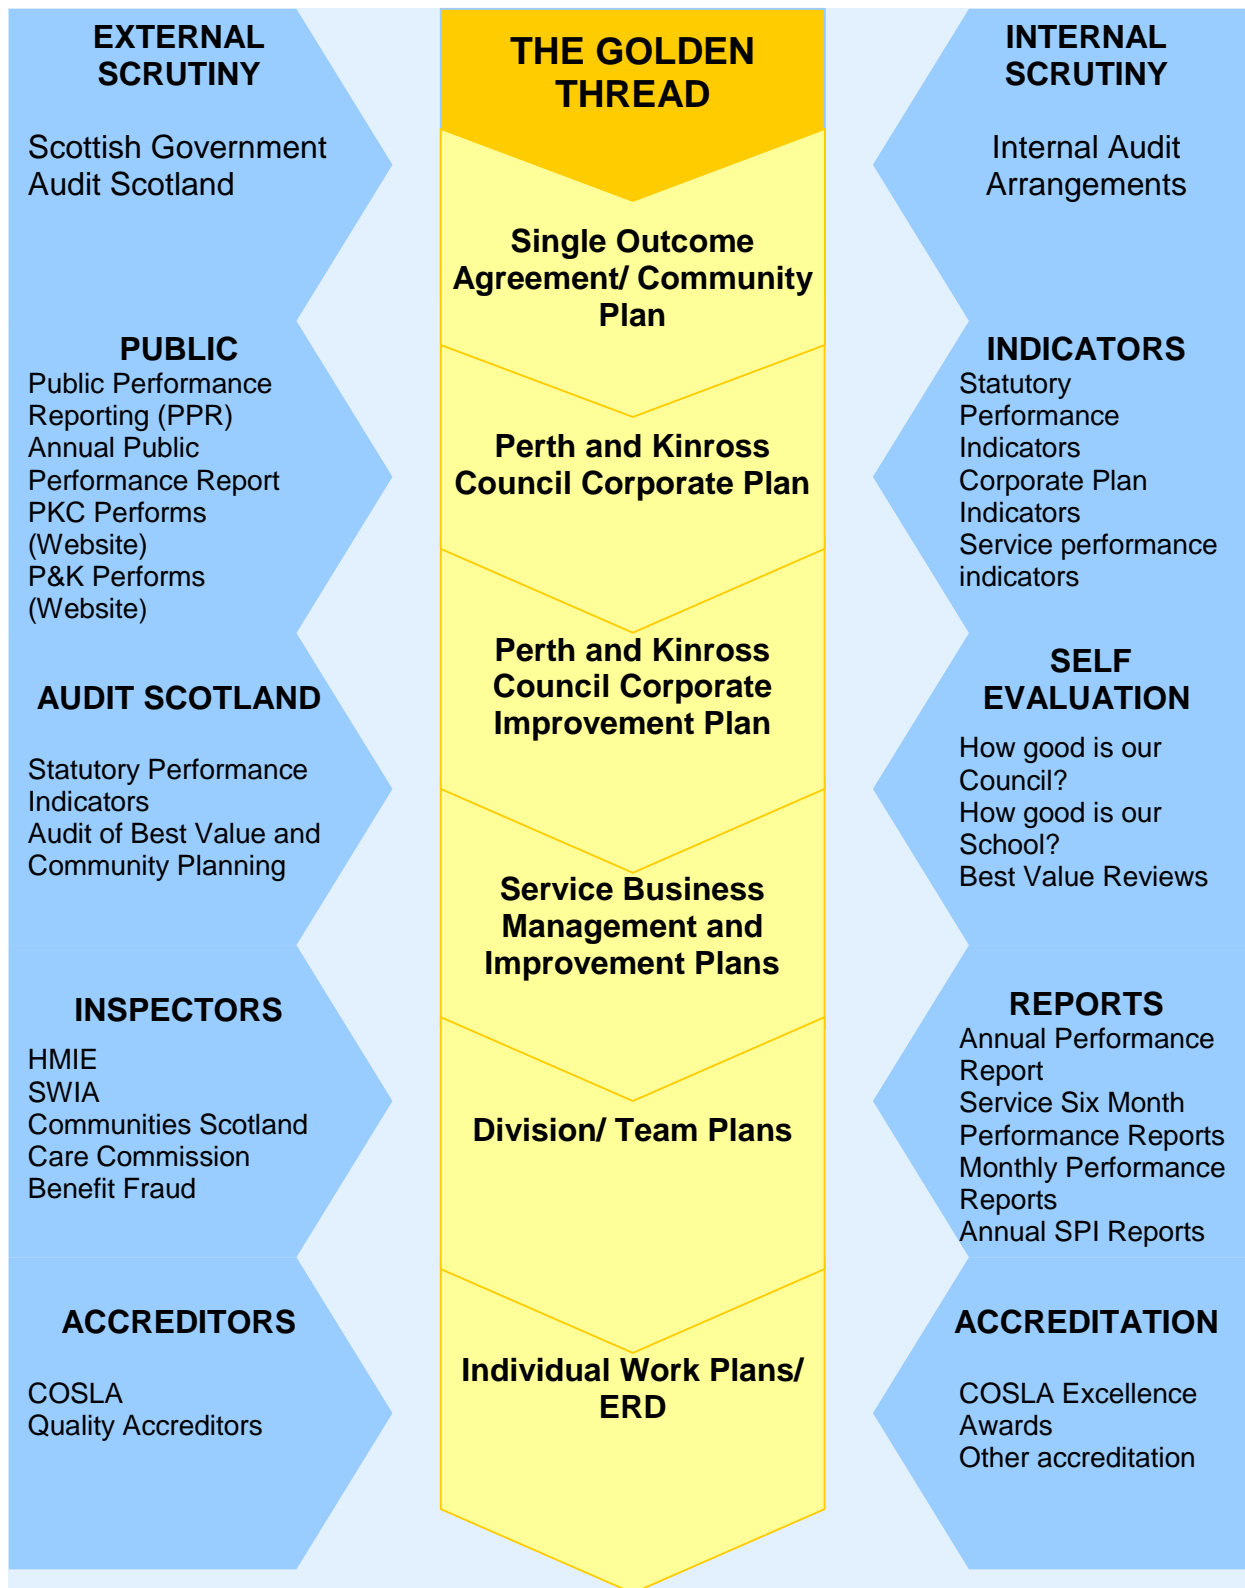 EXTERNAL
SCRUTINY
Scottish Government
Audit Scotland
PUBLIC
Public Performance
Reporting (PPR)
Annual Public
Performance Report
PKC Performs
(Website)
P&K Performs
(Website)
AUDIT SCOTLAND
Statutory Performance
Indicators
Audit of Best Value and
Community Planning
INSPECTORS
HMIE
SWIA
Communities Scotland
Care Commission
Benefit Fraud
ACCREDITORS
COSLA
Quality Accreditors
THE GOLDEN
THREAD
Single Outcome
Agreement/ Community
Plan
Perth and Kinross
Council Corporate Plan
Perth and Kinross
Council Corporate
Improvement Plan
Service Business
Management and
Improvement Plans
Division/ Team Plans
Individual Work Plans/
ERD
INTERNAL
SCRUTINY
Internal Audit
Arrangements
INDICATORS
Statutory
Performance
Indicators
Corporate Plan
Indicators
Service performance
indicators
SELF
EVALUATION
How good is our
Council?
How good is our
School?
Best Value Reviews
REPORTS
Annual Performance
Report
Service Six Month
Performance Reports
Monthly Performance
Reports
Annual SPI Reports
ACCREDITATION
COSLA Excellence
Awards
Other accreditation